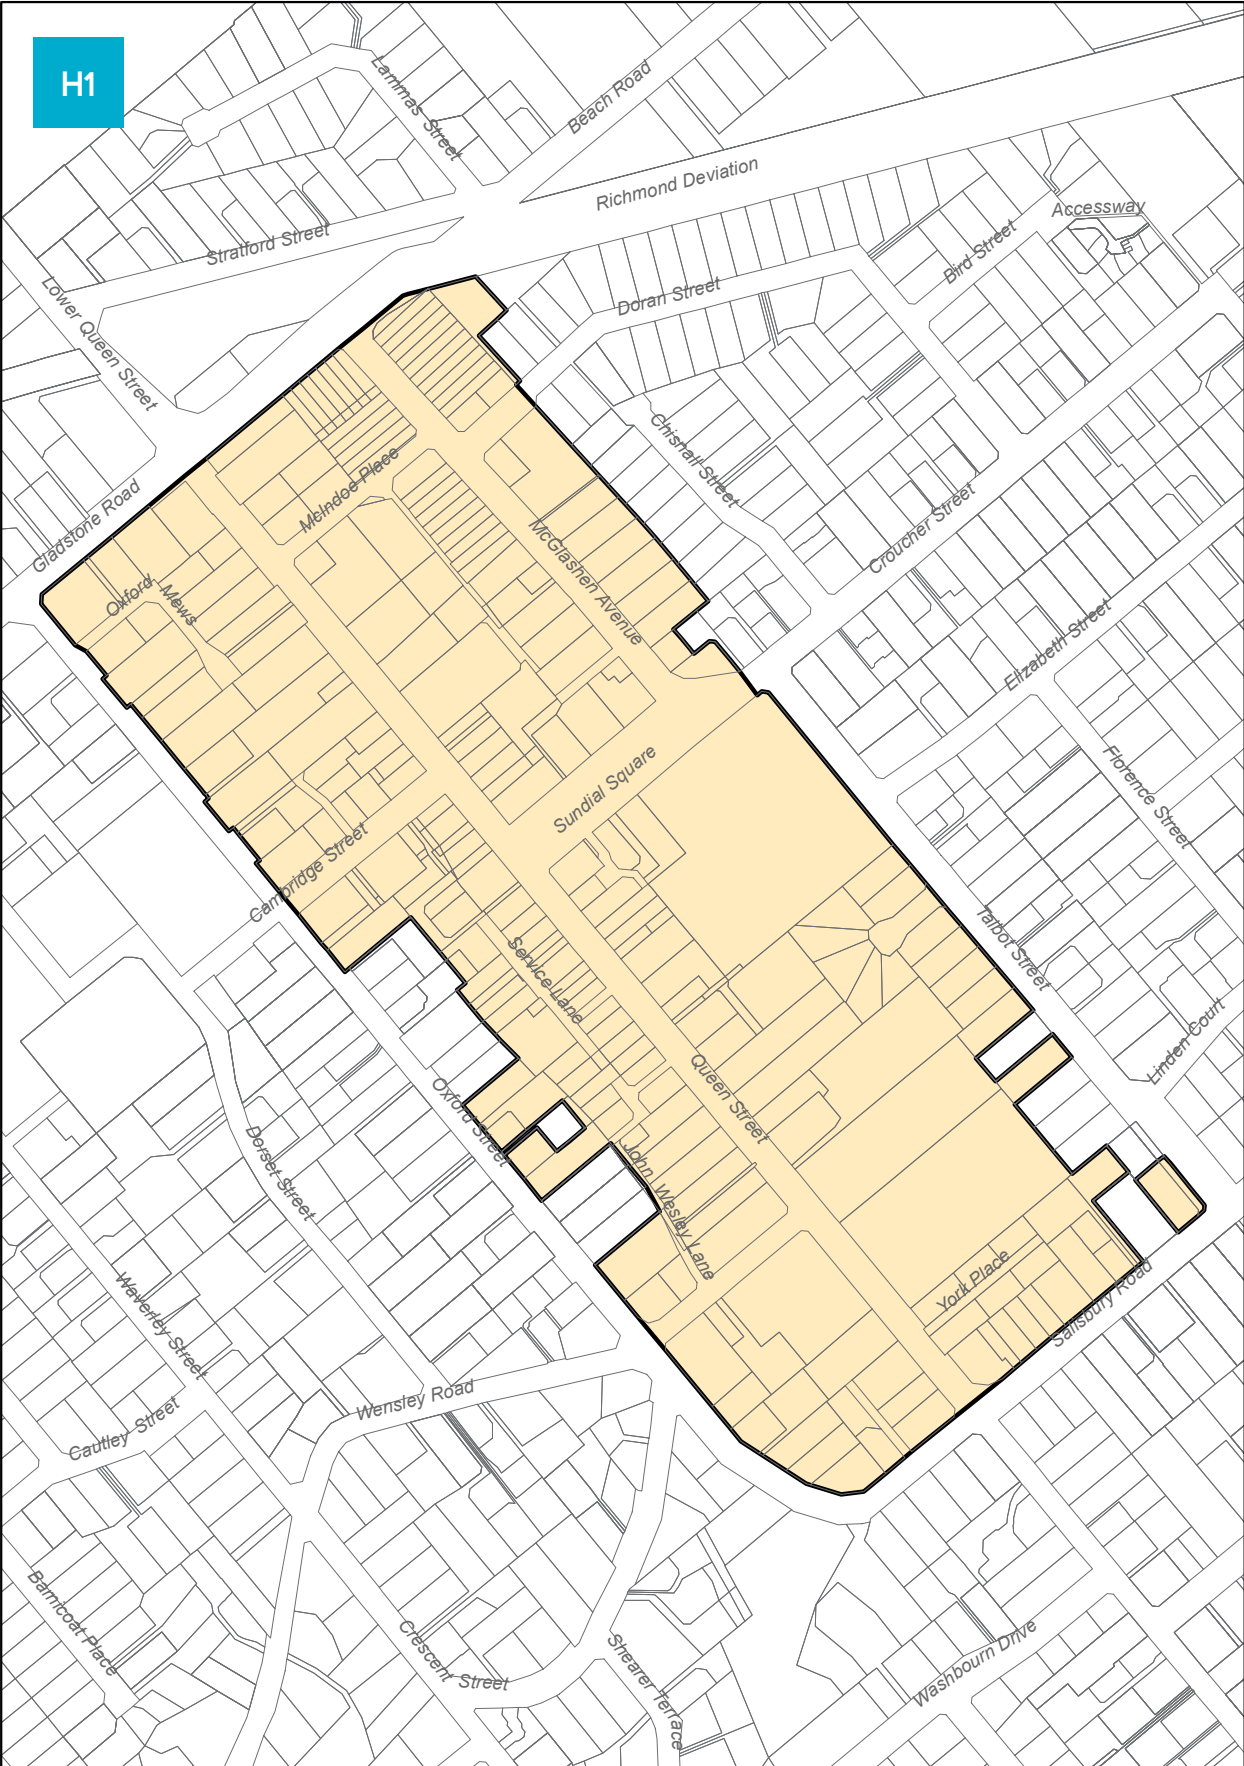 H1
Lammas Street
Beach Road
Richmond Deviation
Accessway
Stratford Street
Bird Street
Doran Street
Lower Queen Street
Chisnall Street
McIndoe Place
Gladstone Road
Croucher Street
McGlashen Avenue
Oxford Mews
Elizabeth Street
Sundial Square
Florence Street
Cambridge Street
Talbot Street
Service Lane
Linden Court
Queen Street
Oxford Street
Dorset Street
John Wesley Lane
York Place
Salisbury Road
Waverley Street
Wensley Road
Cautley Street
Barnicoat Place
Crescent Street
Shearer Terrace
Washbourn Drive